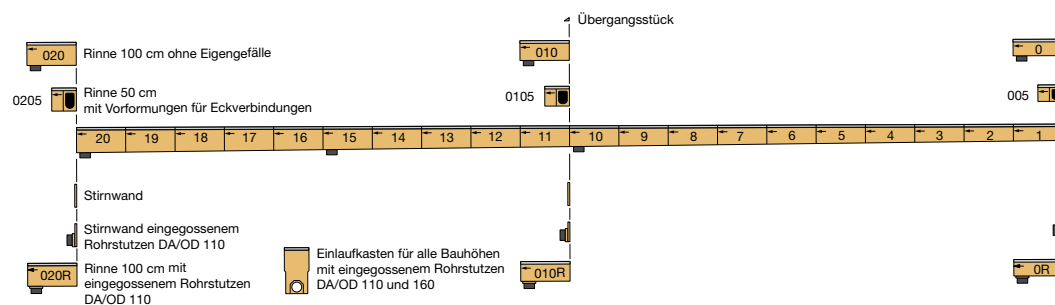 Übergangsstück
020
Rinne 100 cm ohne Eigengefälle
010
0
0205
Rinne 50 cm
mit Vorformungen für Eckverbindungen
0105
005
20 19 18 17 16 15 14 13 12 11 10 9 8 7 6 5 4 3 2 1
Stirnwand
Stirnwand eingegossenem
Rohrstutzen DA/OD 110
020R
Rinne 100 cm mit
eingegossenem Rohrstutzen
DA/OD 110
Einlaufkasten für alle Bauhöhen
mit eingegossenem Rohrstutzen
DA/OD 110 und 160
010R
0R